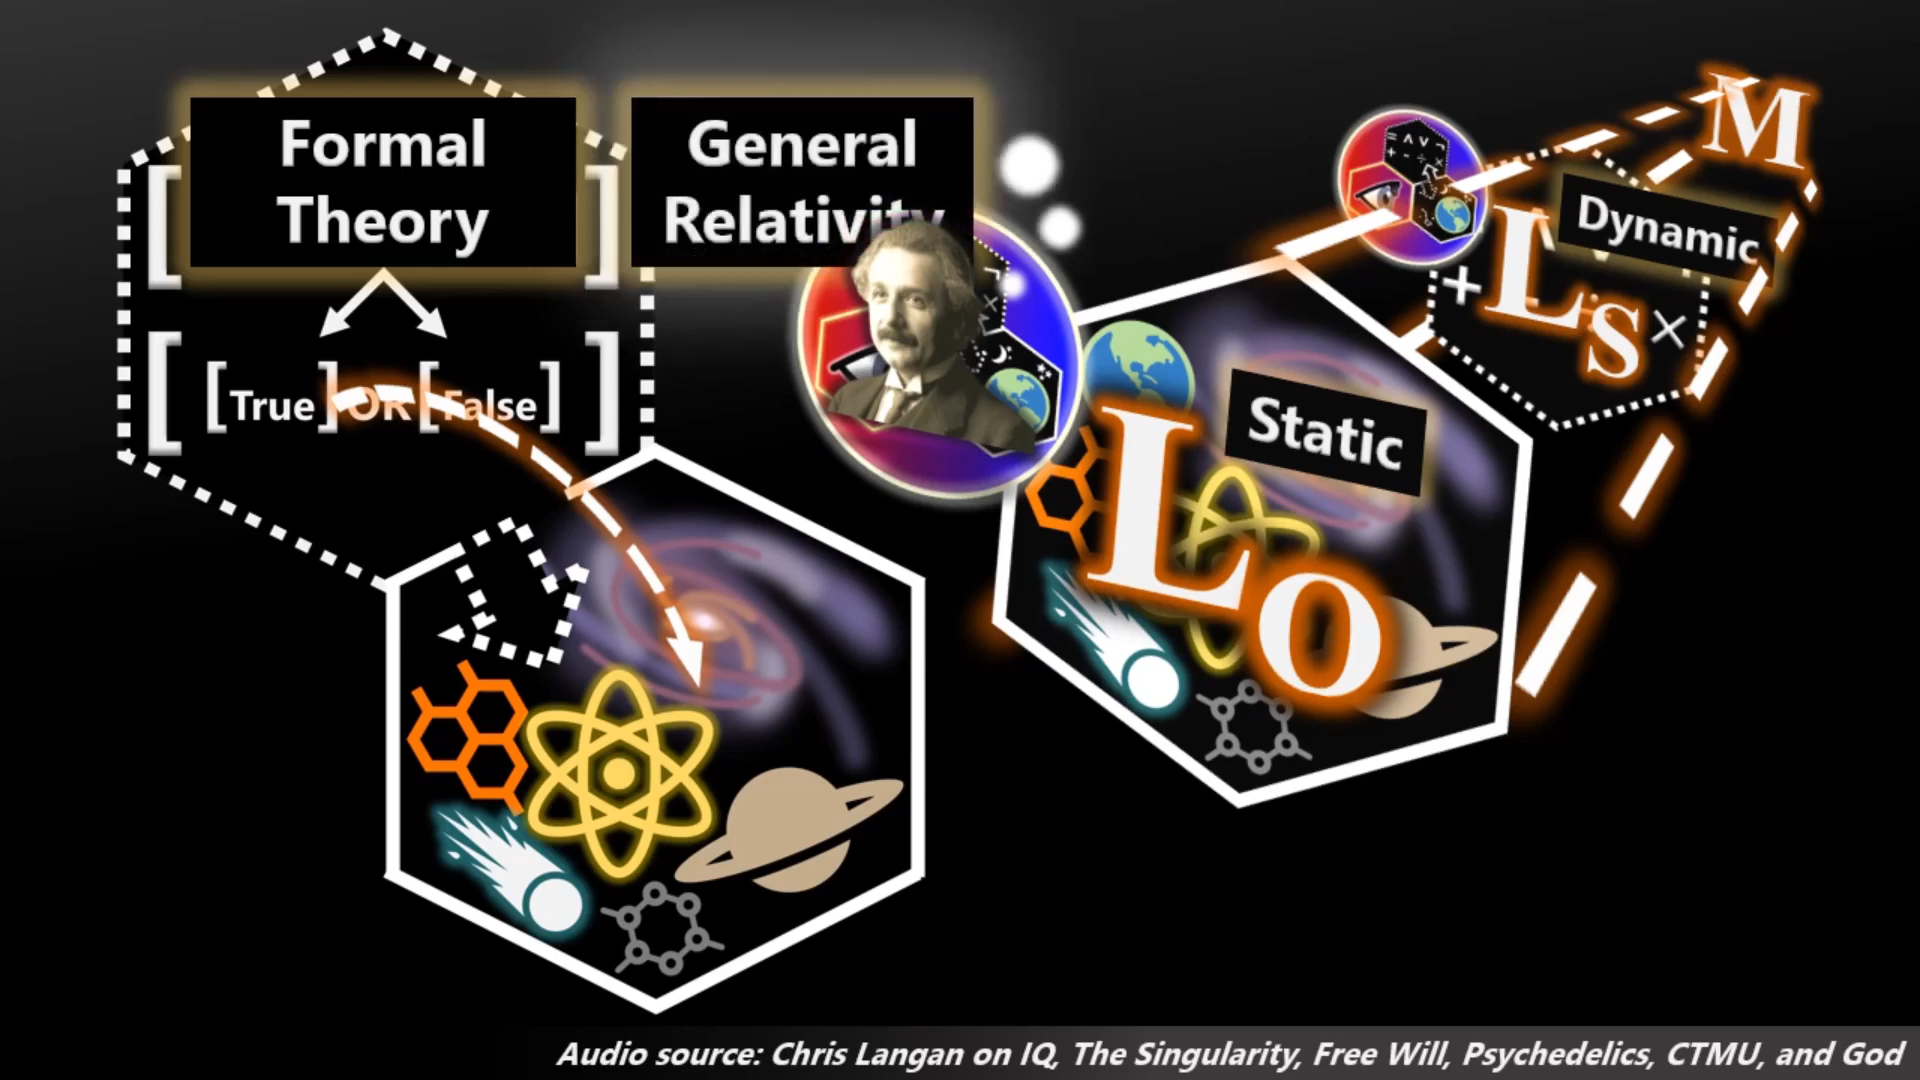 Formal
Theory
General
Relativity
[True] OR [False]
M
Dynamic
+ LS ×
Static
LO
Audio source: Chris Langan on IQ, The Singularity, Free Will, Psychedelics, CTMU, and God